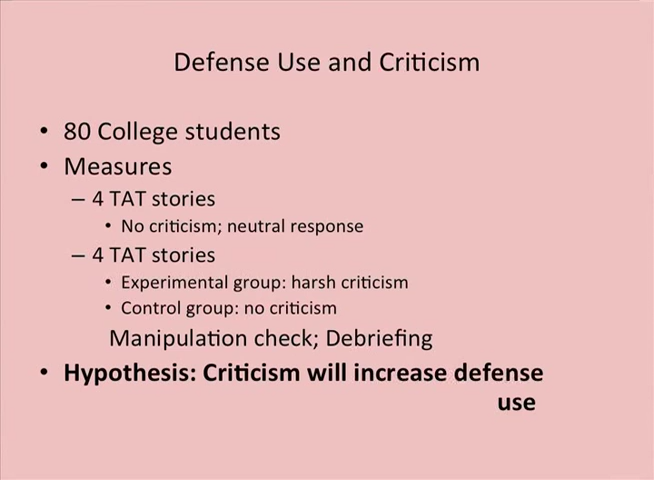 Defense Use and Criticism
• 80 College students
• Measures
– 4 TAT stories
• No criticism; neutral response
– 4 TAT stories
• Experimental group: harsh criticism
• Control group: no criticism
Manipulation check; Debriefing
• Hypothesis: Criticism will increase defense
use